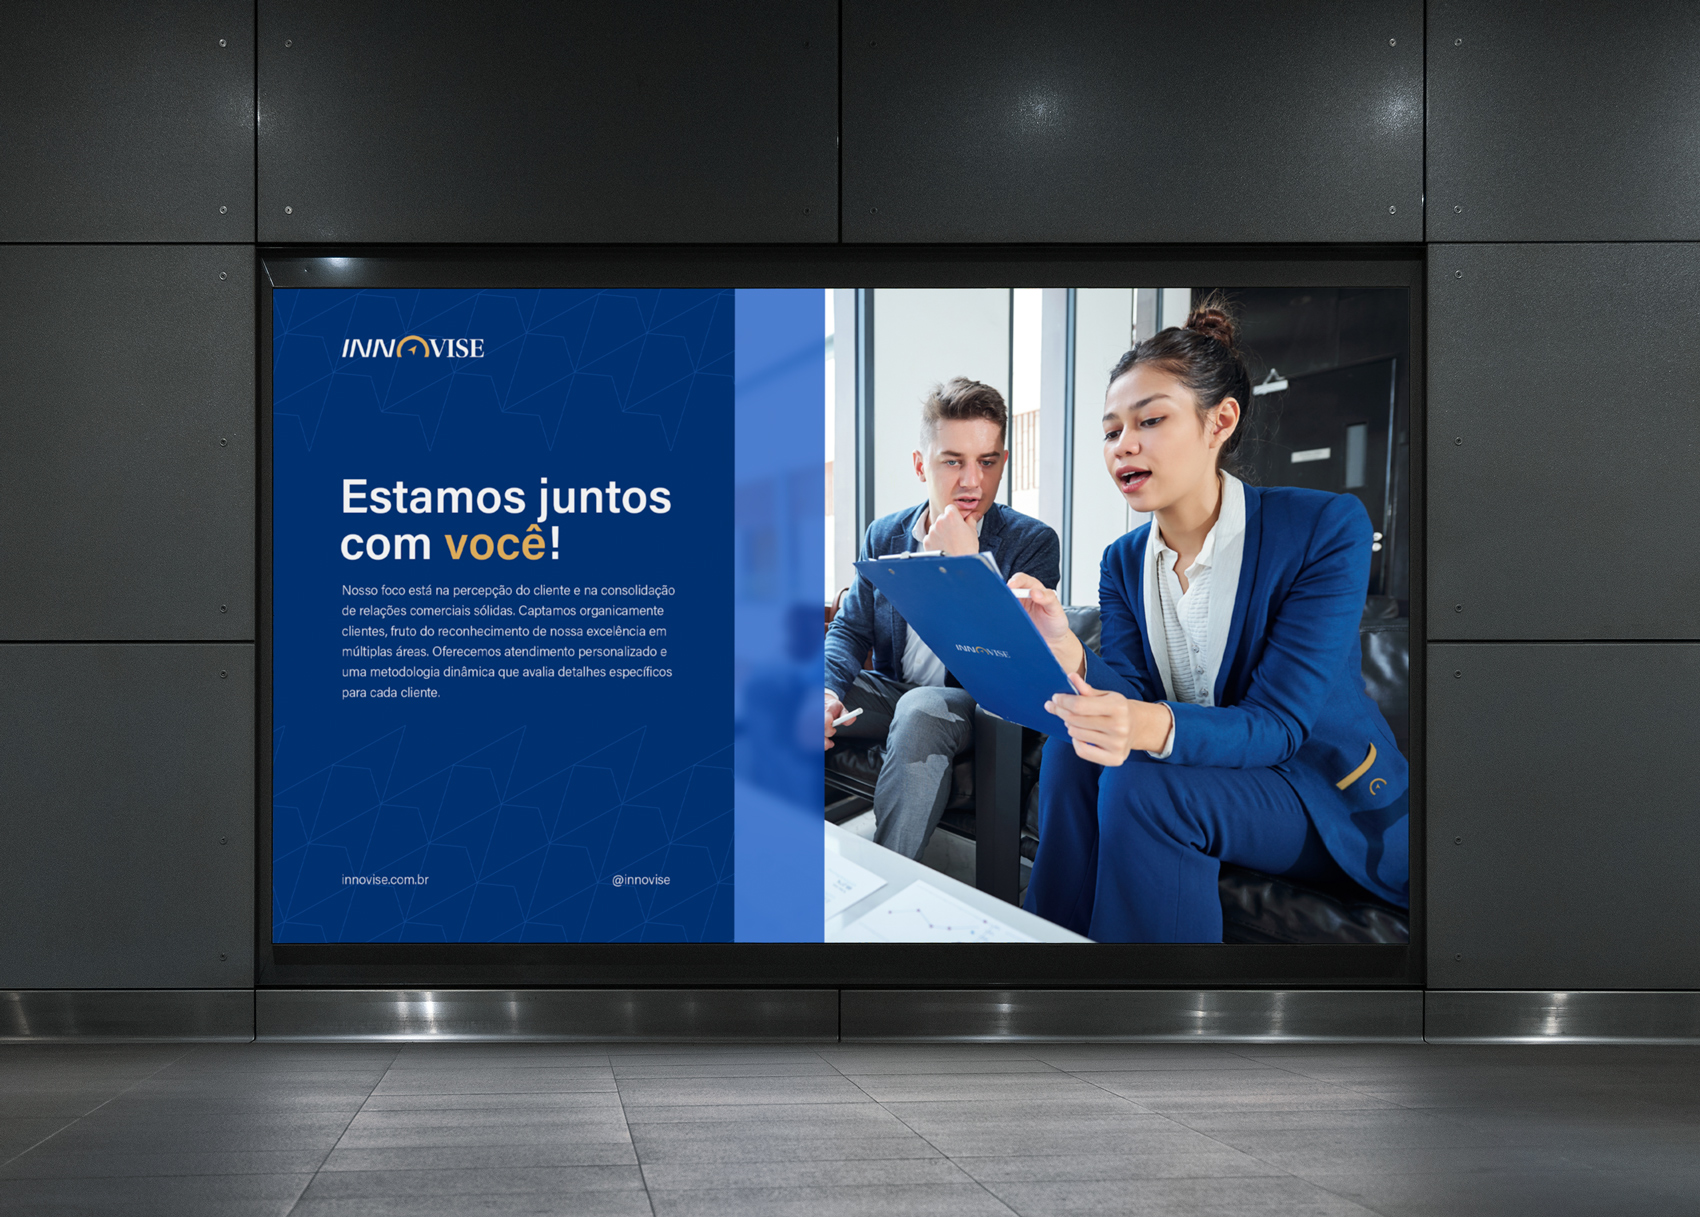 INNOVISE
Estamos juntos
com você!
Nosso foco está na percepção do cliente e na consolidação
de relações comerciais sólidas. Captamos organicamente
clientes, fruto do reconhecimento de nossa excelência em
múltiplas áreas. Oferecemos atendimento personalizado e
uma metodologia dinâmica que avalia detalhes específicos
para cada cliente.
innovise.com.br
@innovise
INNOVISE